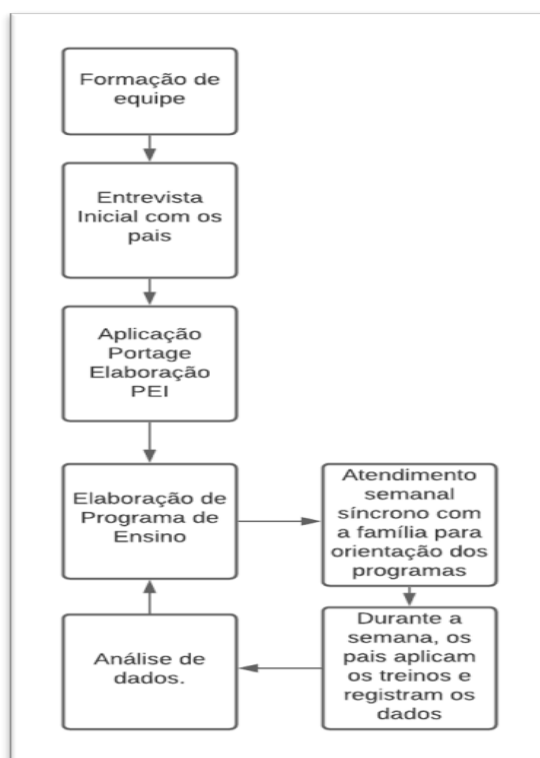 Formação de
equipe
Entrevista
Inicial com os
pais
Aplicação
Portage
Elaboração
PEI
Elaboração de
Programa de
Ensino
Atendimento
semanal
síncrono com
a família para
orientação dos
programas
Durante a
semana, os
pais aplicam
os treinos e
registram os
dados
Análise de
dados.